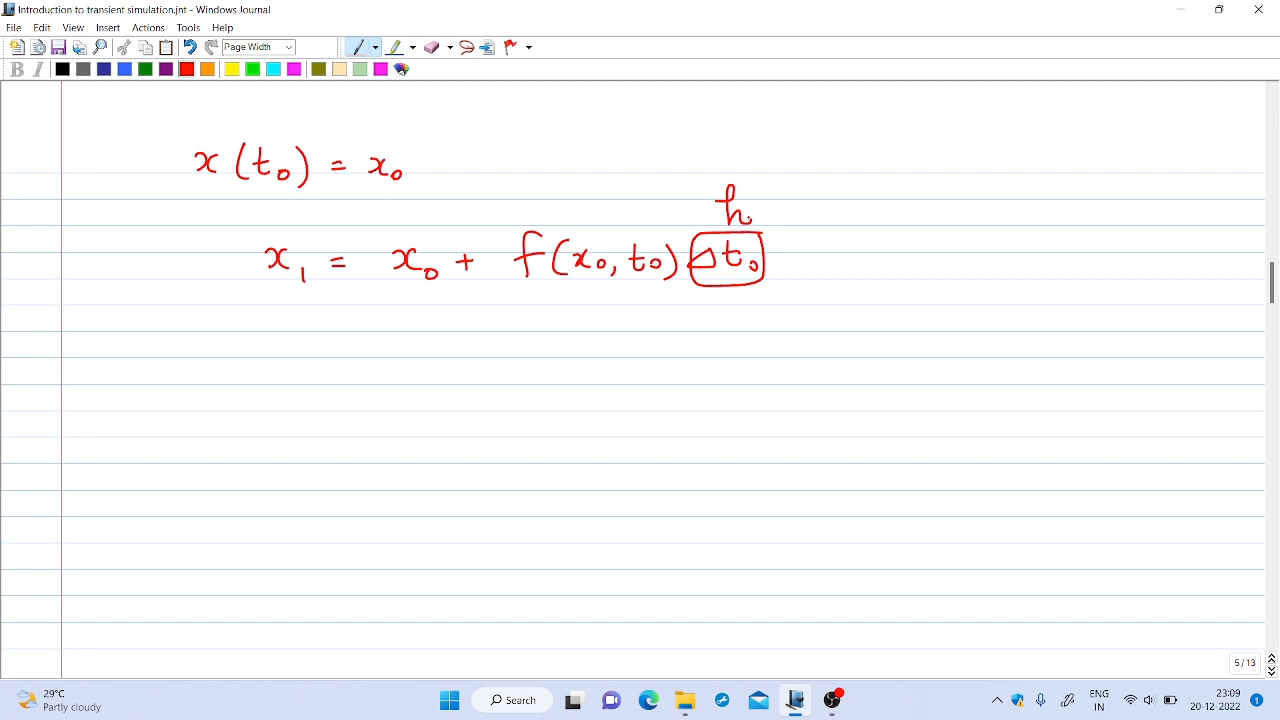 Introduction to transient simulation.jnt - Windows Journal
File Edit View Insert Actions Tools Help
Page Width
B I
x(t₀) = x₀
h
x₁ = x₀ + f(x₀, t₀) Δt₀
5 / 13
29°C
Partly cloudy
Search
ENG
IN
23:09
20-12-2022
1